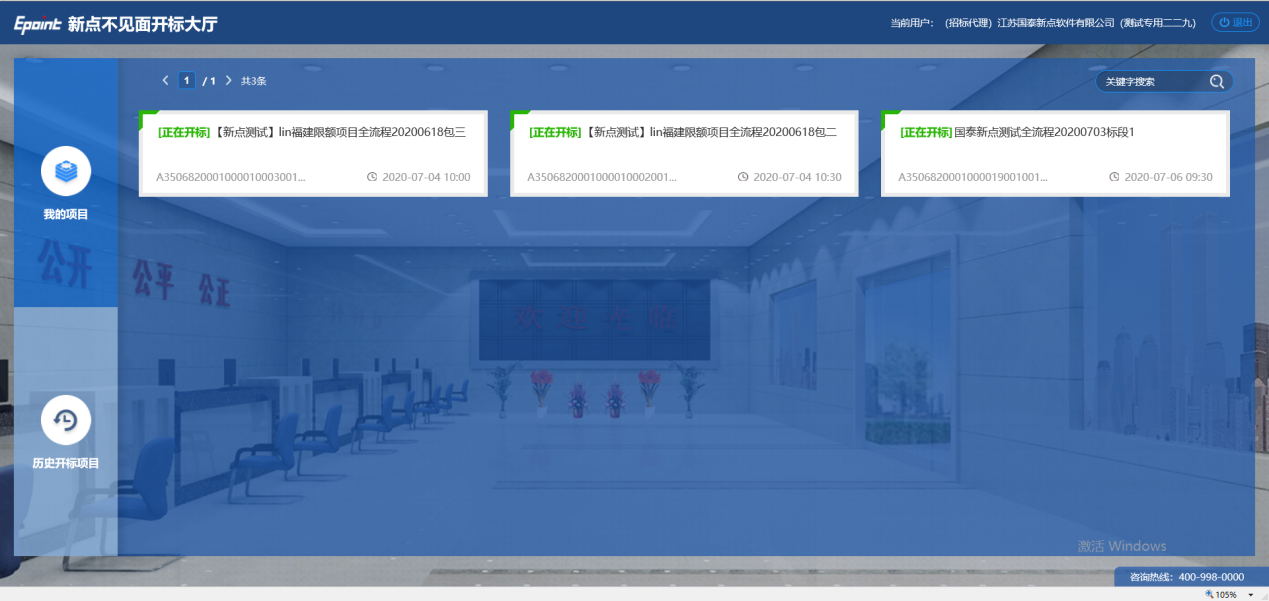 Epoint 新点不见面开标大厅
当前用户： (招标代理) 江苏国泰新点软件有限公司 (测试专用二二九)
退出
1 / 1 共3条
关键字搜索
[正在开标] 【新点测试】lin福建限额项目全流程20200618包三
A3506820001000010003001...
2020-07-04 10:00
[正在开标] 【新点测试】lin福建限额项目全流程20200618包二
A3506820001000010002001...
2020-07-04 10:30
[正在开标] 国泰新点测试全流程20200703标段1
A3506820001000019001001...
2020-07-06 09:30
我的项目
公开 公平 公正
欢迎光临
历史开标项目
激活 Windows
咨询热线：400-998-0000
105%